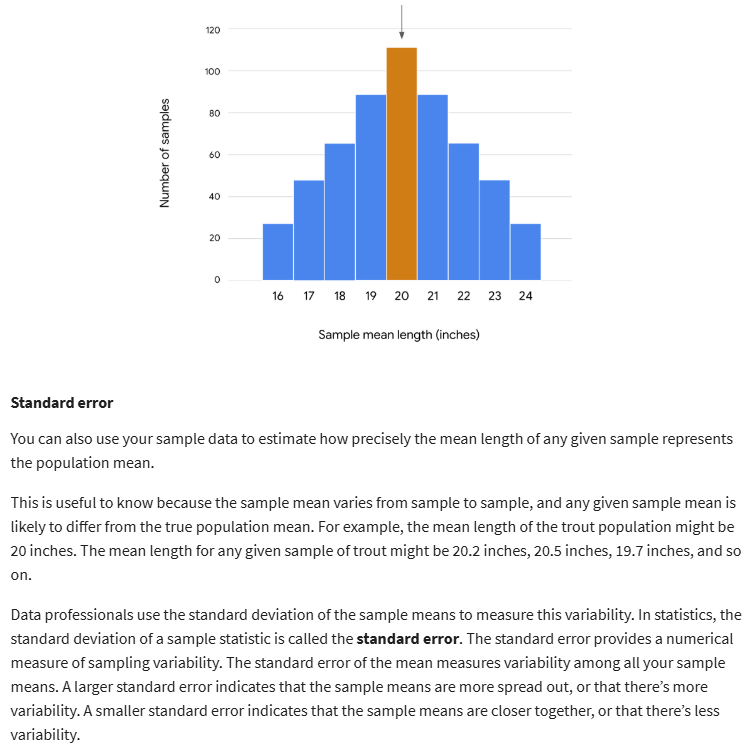 120
100
80
60
40
20
0
Number of samples
16 17 18 19 20 21 22 23 24
Sample mean length (inches)
Standard error
You can also use your sample data to estimate how precisely the mean length of any given sample represents
the population mean.
This is useful to know because the sample mean varies from sample to sample, and any given sample mean is
likely to differ from the true population mean. For example, the mean length of the trout population might be
20 inches. The mean length for any given sample of trout might be 20.2 inches, 20.5 inches, 19.7 inches, and so
on.
Data professionals use the standard deviation of the sample means to measure this variability. In statistics, the
standard deviation of a sample statistic is called the standard error. The standard error provides a numerical
measure of sampling variability. The standard error of the mean measures variability among all your sample
means. A larger standard error indicates that the sample means are more spread out, or that there’s more
variability. A smaller standard error indicates that the sample means are closer together, or that there’s less
variability.